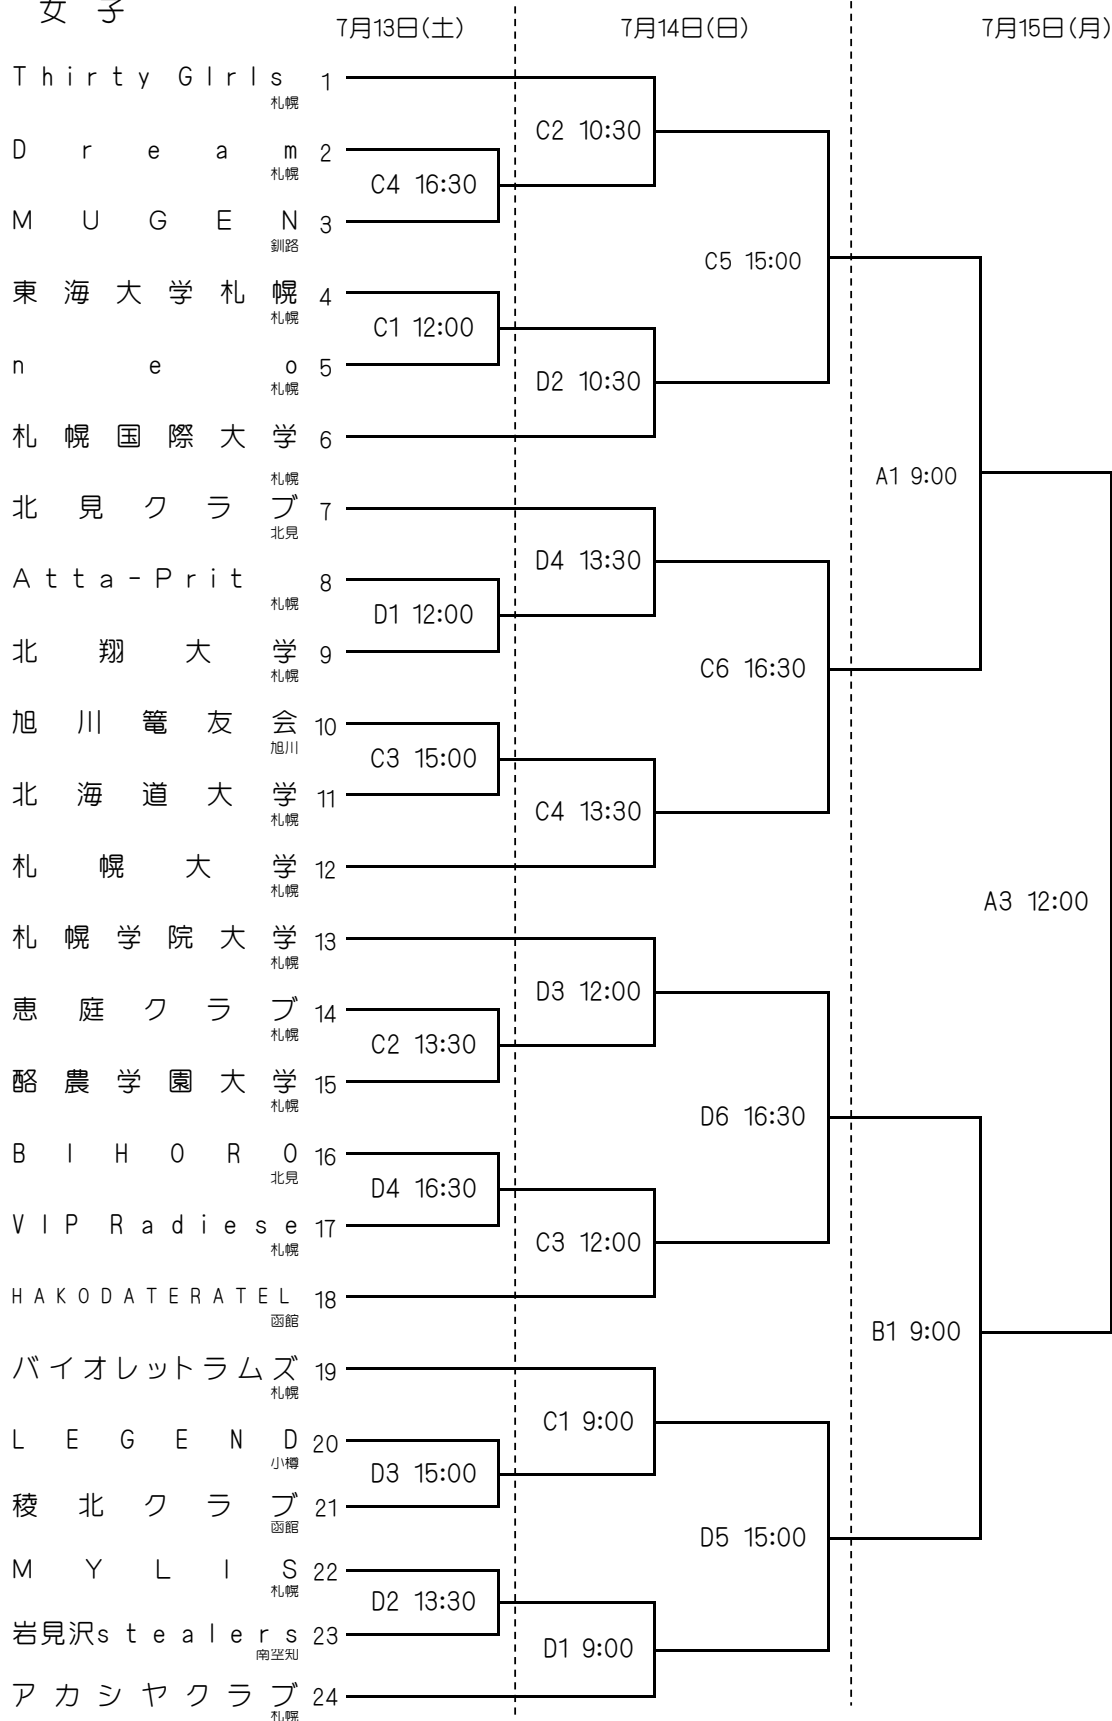 女子
7月13日(土) 7月14日(日) 7月15日(月)
Thirty GIrls 1
札幌
C2 10:30
Dream 2
札幌
C4 16:30
MUGEN 3
釧路
C5 15:00
東海大学札幌 4
札幌
C1 12:00
neo 5
札幌
D2 10:30
札幌国際大学 6
札幌
A1 9:00
北見クラブ 7
北見
D4 13:30
Atta-Prit 8
札幌
D1 12:00
北翔大学 9
札幌
C6 16:30
旭川篭友会 10
旭川
C3 15:00
北海道大学 11
札幌
C4 13:30
札幌大学 12
札幌
A3 12:00
札幌学院大学 13
札幌
D3 12:00
恵庭クラブ 14
札幌
C2 13:30
酪農学園大学 15
札幌
D6 16:30
BIHORO 16
北見
D4 16:30
VIP Radiese 17
札幌
C3 12:00
HAKODATERATEL 18
函館
B1 9:00
バイオレットラムズ 19
札幌
C1 9:00
LEGEND 20
小樽
D3 15:00
稜北クラブ 21
函館
D5 15:00
MYLIS 22
札幌
D2 13:30
岩見沢stealers 23
南空知
D1 9:00
アカシヤクラブ 24
札幌